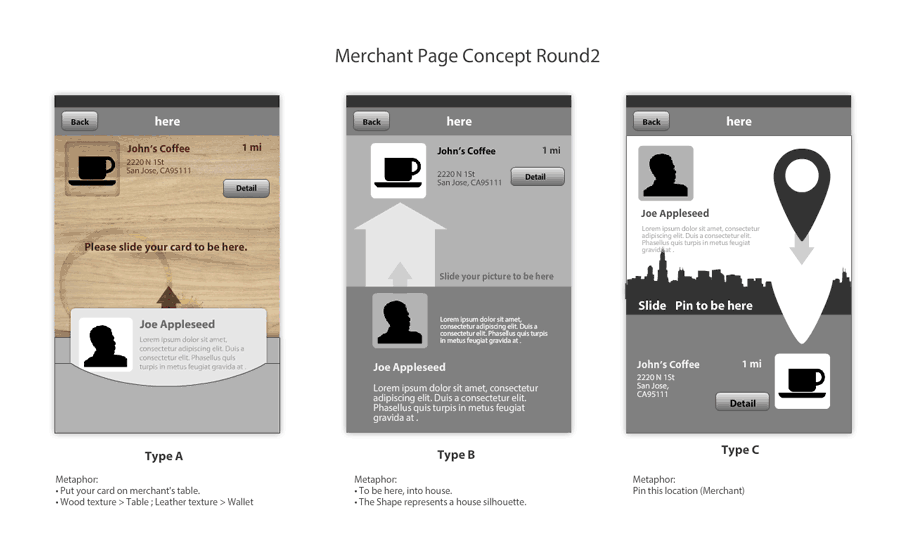 Merchant Page Concept Round2
Back
here
John's Coffee
1 mi
2220 N 1St
San Jose, CA95111
Detail
Please slide your card to be here.
Joe Appleseed
Lorem ipsum dolor sit amet,
consectetur adipiscing elit.
Duis a consectetur quam.
Phasellus quis
turpis in metus feugiat
gravida at .
Type A
Metaphor:
• Put your card on merchant's table.
• Wood texture > Table ; Leather texture > Wallet
Back
here
John's Coffee
1 mi
2220 N 1St
San Jose, CA95111
Detail
Slide your picture to be here
Lorem ipsum dolor sit amet,
consectetur adipiscing elit. Duis
a consectetur quam. Phasellus quis
turpis in metus feugiat gravida at .
Joe Appleseed
Lorem ipsum dolor sit amet, consectetur
adipiscing elit. Duis a consectetur quam.
Phasellus quis turpis in metus feugiat
gravida at .
Type B
Metaphor:
• To be here, into house.
• The Shape represents a house silhouette.
Back
here
Joe Appleseed
Lorem ipsum dolor sit amet, consectetur
adipiscing elit. Duis a consectetur quam.
Phasellus quis turpis in metus feugiat
gravida at .
Slide Pin to be here
John's Coffee
1 mi
2220 N 1St
San Jose,
CA95111
Detail
Type C
Metaphor:
Pin this location (Merchant)